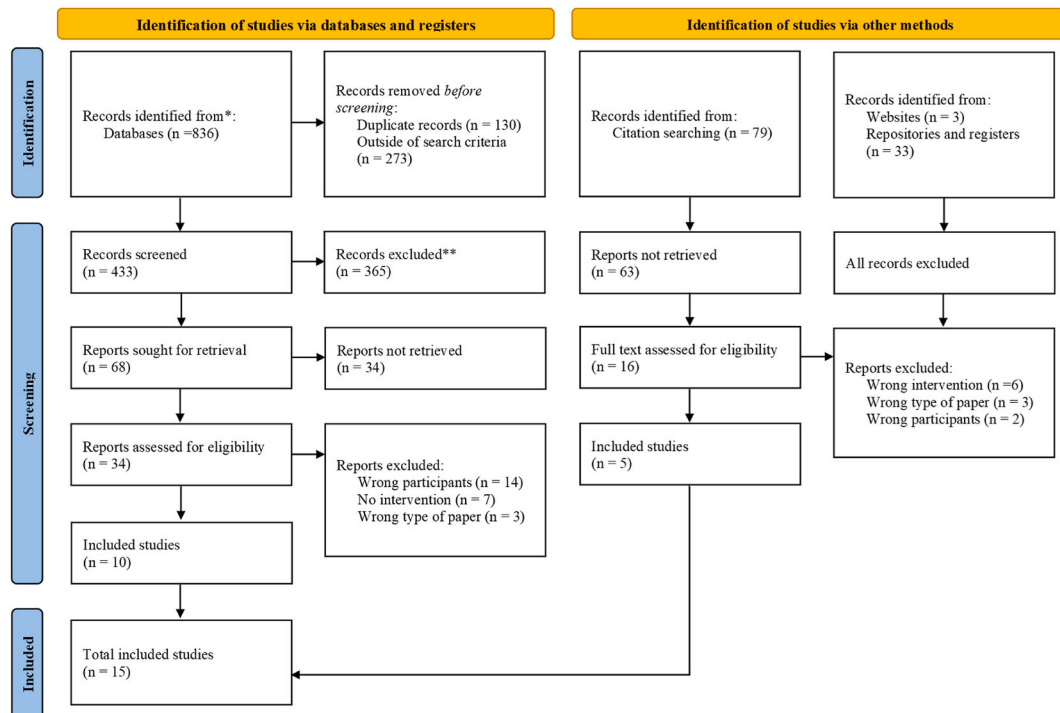 Identification of studies via databases and registers
Identification of studies via other methods
Identification
Records identified from*:
Databases (n =836)
Records removed before
screening:
Duplicate records (n = 130)
Outside of search criteria
(n = 273)
Records identified from:
Citation searching (n = 79)
Records identified from:
Websites (n = 3)
Repositories and registers
(n = 33)
Screening
Records screened
(n = 433)
Records excluded**
(n = 365)
Reports not retrieved
(n = 63)
All records excluded
Reports sought for retrieval
(n = 68)
Reports not retrieved
(n = 34)
Full text assessed for eligibility
(n = 16)
Reports excluded:
Wrong intervention (n =6)
Wrong type of paper (n = 3)
Wrong participants (n = 2)
Reports assessed for eligibility
(n = 34)
Reports excluded:
Wrong participants (n = 14)
No intervention (n = 7)
Wrong type of paper (n = 3)
Included studies
(n = 5)
Included studies
(n = 10)
Included
Total included studies
(n = 15)